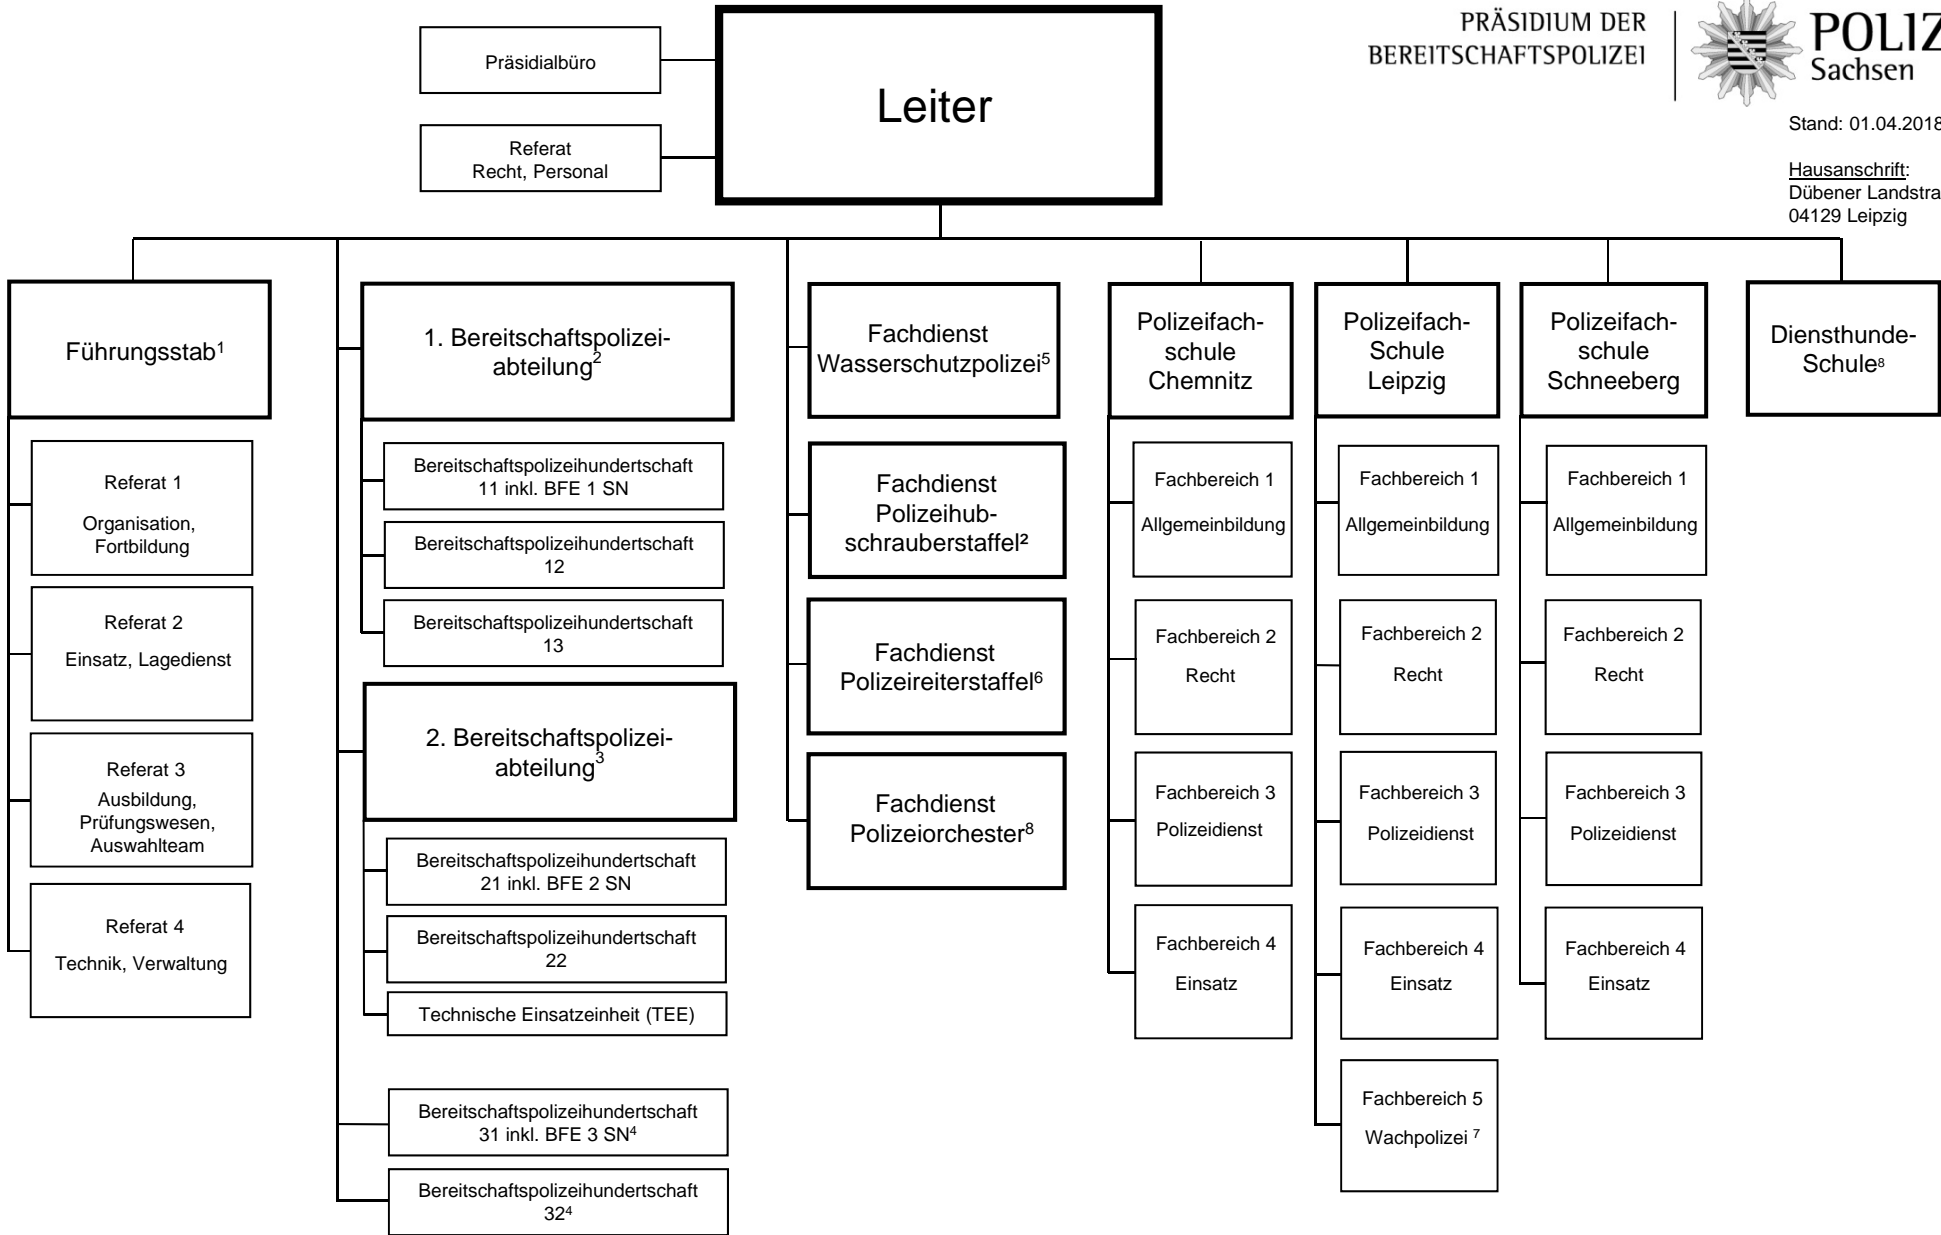 PRÄSIDIUM DER
BEREITSCHAFTSPOLIZEI
POLIZ
Sachsen
Stand: 01.04.2018
Hausanschrift:
Dübener Landstra
04129 Leipzig
Präsidialbüro
Referat
Recht, Personal
Leiter
Führungsstab¹
Referat 1
Organisation,
Fortbildung
Referat 2
Einsatz, Lagedienst
Referat 3
Ausbildung,
Prüfungswesen,
Auswahlteam
Referat 4
Technik, Verwaltung
1. Bereitschaftspolizei-
abteilung²
Bereitschaftspolizeihundertschaft
11 inkl. BFE 1 SN
Bereitschaftspolizeihundertschaft
12
Bereitschaftspolizeihundertschaft
13
2. Bereitschaftspolizei-
abteilung³
Bereitschaftspolizeihundertschaft
21 inkl. BFE 2 SN
Bereitschaftspolizeihundertschaft
22
Technische Einsatzeinheit (TEE)
Bereitschaftspolizeihundertschaft
31 inkl. BFE 3 SN⁴
Bereitschaftspolizeihundertschaft
32⁴
Fachdienst
Wasserschutzpolizei⁵
Fachdienst
Polizeihub-
schrauberstaffel²
Fachdienst
Polizeireiterstaffel⁶
Fachdienst
Polizeiorchester⁸
Polizeifach-
schule
Chemnitz
Fachbereich 1
Allgemeinbildung
Fachbereich 2
Recht
Fachbereich 3
Polizeidienst
Fachbereich 4
Einsatz
Polizeifach-
Schule
Leipzig
Fachbereich 1
Allgemeinbildung
Fachbereich 2
Recht
Fachbereich 3
Polizeidienst
Fachbereich 4
Einsatz
Fachbereich 5
Wachpolizei ⁷
Polizeifach-
schule
Schneeberg
Fachbereich 1
Allgemeinbildung
Fachbereich 2
Recht
Fachbereich 3
Polizeidienst
Fachbereich 4
Einsatz
Diensthunde-
Schule⁸